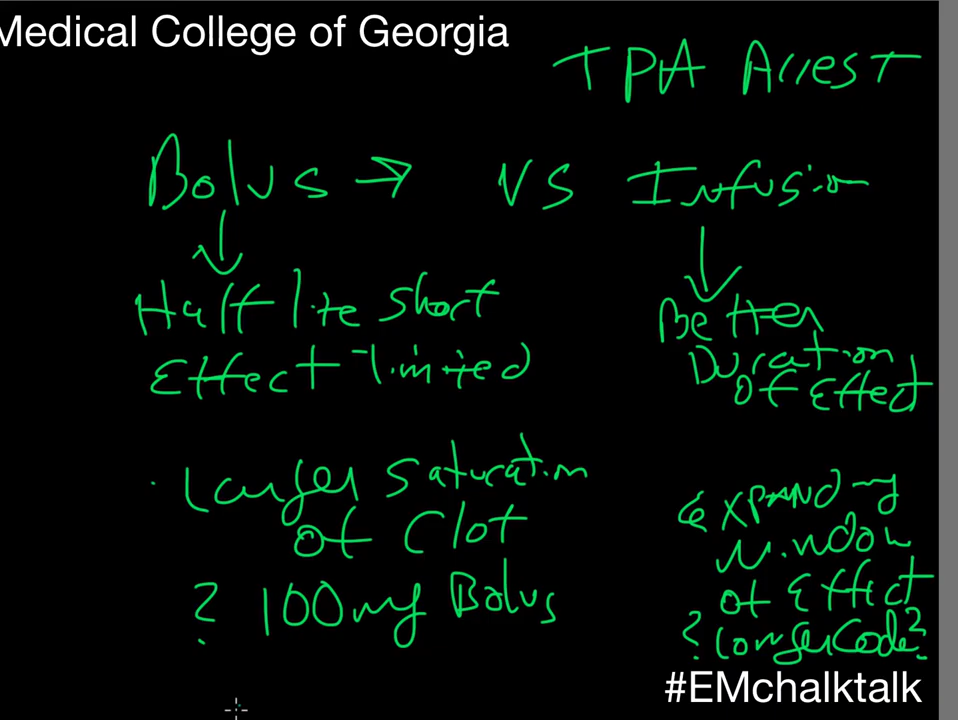 Medical College of Georgia
TPA Arrest
Bolus → VS Infusion
Half life short
Effect limited
Better
Duration
of Effect
· Larger Saturation
of Clot
? 100mg Bolus
Expanding
Window
of Effect
? Longer Code?
#EMchalktalk